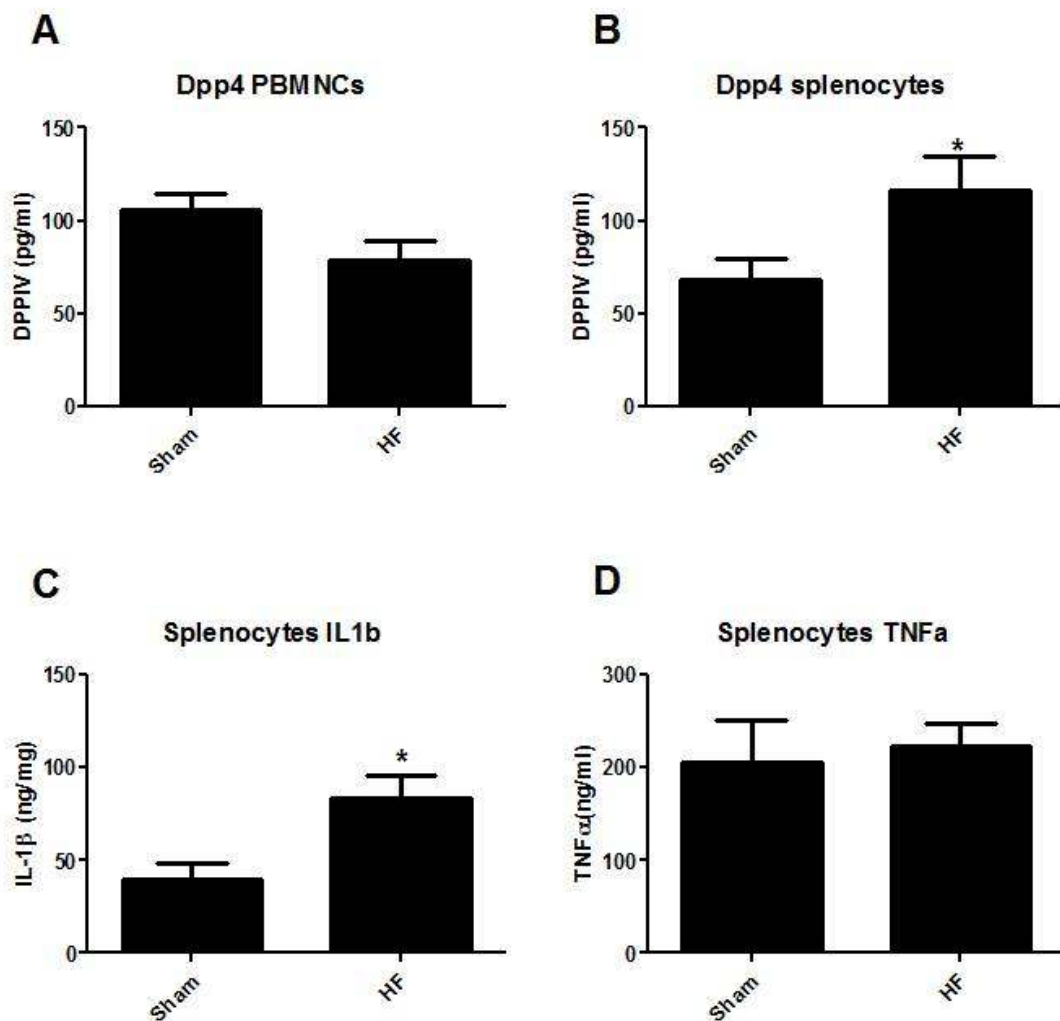 A
Dpp4 PBMNCs
DPPIV (pg/ml)
150
100
50
0
Sham
HF
B
Dpp4 splenocytes
DPPIV (pg/ml)
150
100
50
0
*
Sham
HF
C
Splenocytes IL1b
IL-1β (ng/mg)
150
100
50
0
*
Sham
HF
D
Splenocytes TNFa
TNFα(ng/ml)
300
200
100
0
Sham
HF